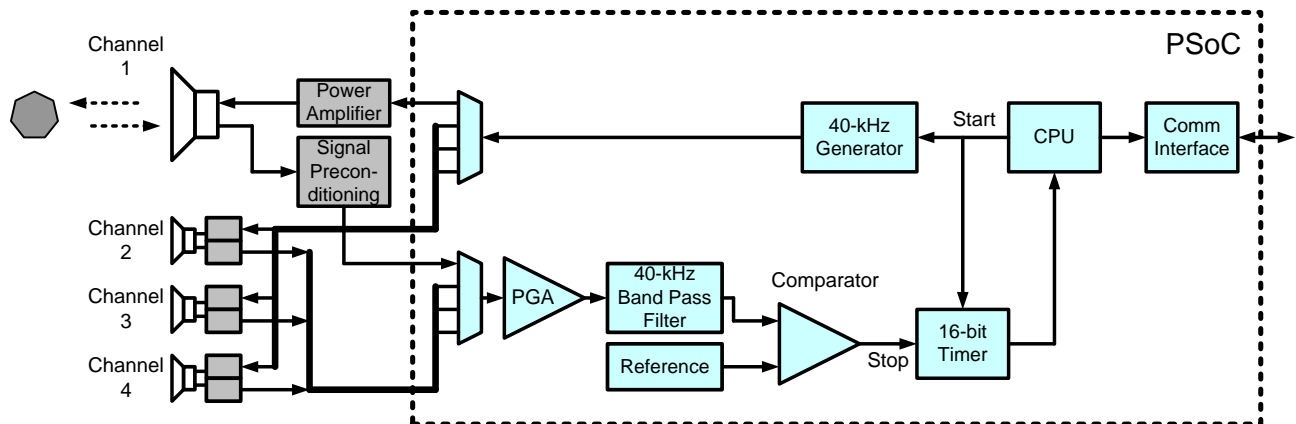 PSoC
Channel
1
Power
Amplifier
Signal
Precon-
ditioning
40-kHz
Generator
Start
CPU
Comm
Interface
Channel
2
Channel
3
Channel
4
PGA
40-kHz
Band Pass
Filter
Reference
Comparator
Stop
16-bit
Timer